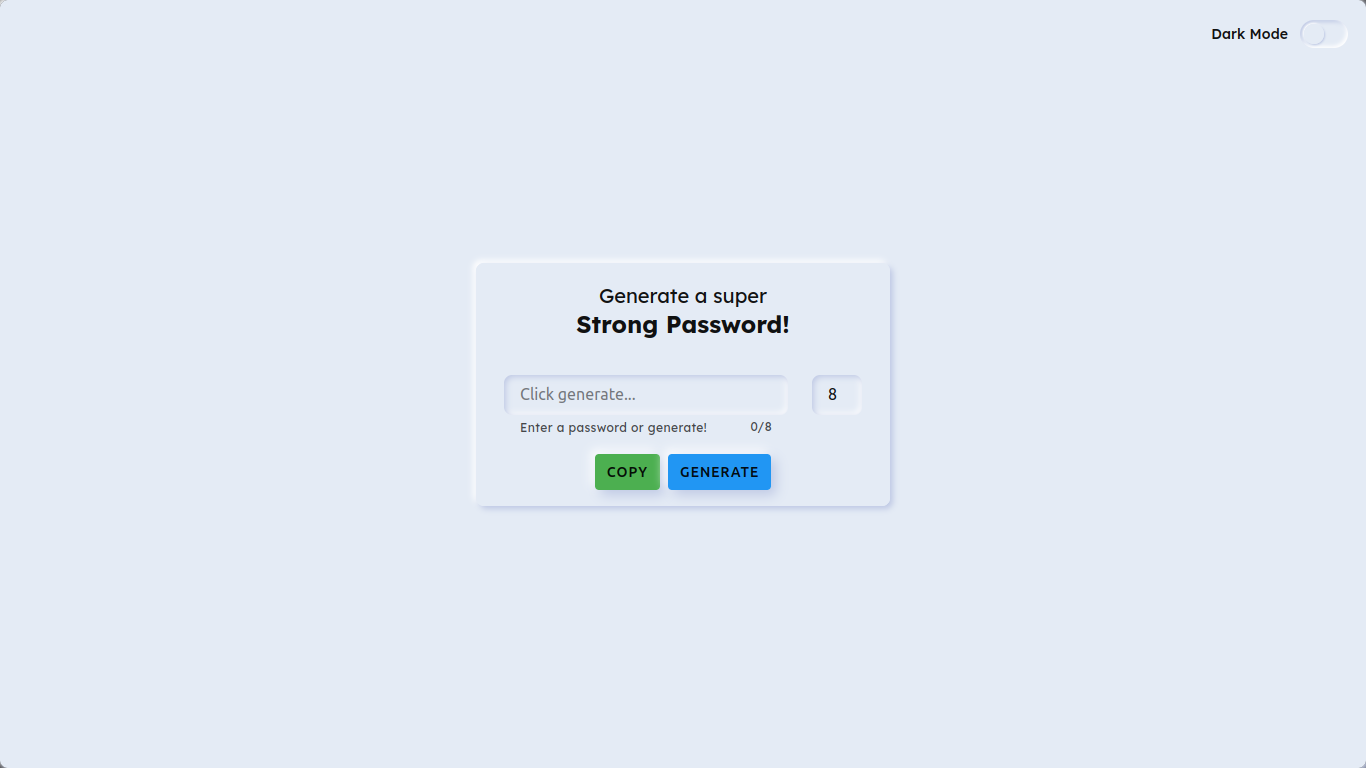 Dark Mode
Generate a super
Strong Password!
Click generate... 8
Enter a password or generate! 0/8
COPY GENERATE